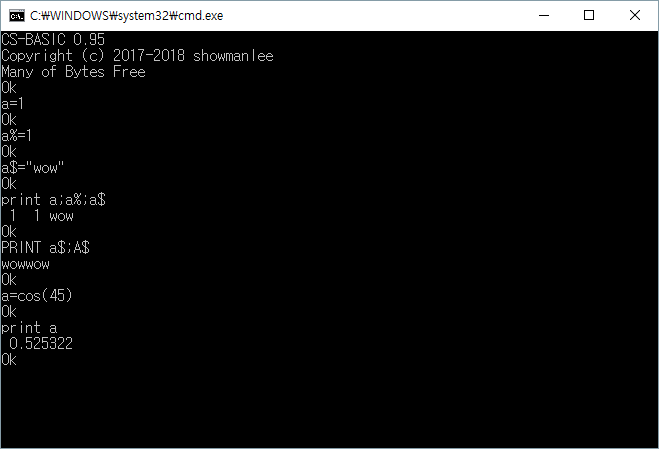 C:₩WINDOWS₩system32₩cmd.exe
CS-BASIC 0.95
Copyright (c) 2017-2018 showmanlee
Many of Bytes Free
Ok
a=1
Ok
a%=1
Ok
a$="wow"
Ok
print a;a%;a$
 1  1 wow
Ok
PRINT a$;A$
wowwow
Ok
a=cos(45)
Ok
print a
 0.525322
Ok